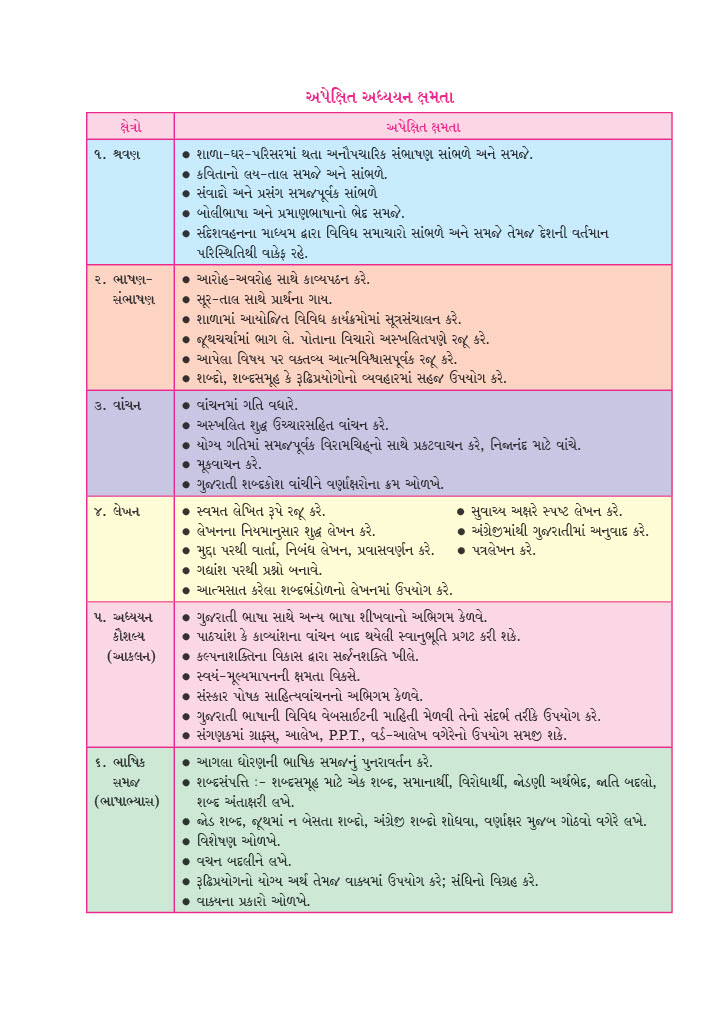 અપેક્ષિત અધ્યયન ક્ષમતા
ક્ષેત્રો અપેક્ષિત ક્ષમતા
૧. શ્રવણ
● શાળા-ઘર-પરિસરમાં થતા અનૌપચારિક સંભાષણ સાંભળે અને સમજે.
● કવિતાનો લય-તાલ સમજે અને સાંભળે.
● સંવાદો અને પ્રસંગ સમજપૂર્વક સાંભળે
● બોલીભાષા અને પ્રમાણભાષાનો ભેદ સમજે.
● સંદેશવહનના માધ્યમ દ્વારા વિવિધ સમાચારો સાંભળે અને સમજે તેમજ દેશની વર્તમાન
પરિસ્થિતિથી વાકેફ રહે.
૨. ભાષણ-
સંભાષણ
● આરોહ-અવરોહ સાથે કાવ્યપઠન કરે.
● સૂર-તાલ સાથે પ્રાર્થના ગાય.
● શાળામાં આયોજિત વિવિધ કાર્યક્રમોમાં સૂત્રસંચાલન કરે.
● જૂથચર્ચામાં ભાગ લે. પોતાના વિચારો અસ્ખલિતપણે રજૂ કરે.
● આપેલા વિષય પર વક્તવ્ય આત્મવિશ્વાસપૂર્વક રજૂ કરે.
● શબ્દો, શબ્દસમૂહ કે રૂઢિપ્રયોગોનો વ્યવહારમાં સહજ ઉપયોગ કરે.
૩. વાંચન
● વાંચનમાં ગતિ વધારે.
● અસ્ખલિત શુદ્ધ ઉચ્ચારસહિત વાંચન કરે.
● યોગ્ય ગતિમાં સમજપૂર્વક વિરામચિહ્નો સાથે પ્રકટવાચન કરે, નિજાનંદ માટે વાંચે.
● મૂકવાચન કરે.
● ગુજરાતી શબ્દકોશ વાંચીને વર્ણાક્ષરોના ક્રમ ઓળખે.
૪. લેખન
● સ્વમત લેખિત રૂપે રજૂ કરે. ● સુવાચ્ય અક્ષરે સ્પષ્ટ લેખન કરે.
● લેખનના નિયમાનુસાર શુદ્ધ લેખન કરે. ● અંગ્રેજીમાંથી ગુજરાતીમાં અનુવાદ કરે.
● મુદ્દા પરથી વાર્તા, નિબંધ લેખન, પ્રવાસવર્ણન કરે. ● પત્રલેખન કરે.
● ગદ્યાંશ પરથી પ્રશ્નો બનાવે.
● આત્મસાત કરેલા શબ્દભંડોળનો લેખનમાં ઉપયોગ કરે.
૫. અધ્યયન
કૌશલ્ય
(આકલન)
● ગુજરાતી ભાષા સાથે અન્ય ભાષા શીખવાનો અભિગમ કેળવે.
● પાઠ્યાંશ કે કાવ્યાંશના વાંચન બાદ થયેલી સ્વાનુભૂતિ પ્રગટ કરી શકે.
● કલ્પનાશક્તિના વિકાસ દ્વારા સર્જનશક્તિ ખીલે.
● સ્વયં-મૂલ્યમાપનની ક્ષમતા વિકસે.
● સંસ્કાર પોષક સાહિત્યવાંચનનો અભિગમ કેળવે.
● ગુજરાતી ભાષાની વિવિધ વેબસાઈટની માહિતી મેળવી તેનો સંદર્ભ તરીકે ઉપયોગ કરે.
● સંગણકમાં ગ્રાફ્સ, આલેખ, P.P.T., વર્ડ-આલેખ વગેરેનો ઉપયોગ સમજી શકે.
૬. ભાષિક
સમજ
(ભાષાભ્યાસ)
● આગલા ધોરણની ભાષિક સમજનું પુનરાવર્તન કરે.
● શબ્દસંપત્તિ :- શબ્દસમૂહ માટે એક શબ્દ, સમાનાર્થી, વિરોધાર્થી, જોડણી અર્થભેદ, જાતિ બદલો,
શબ્દ અંતાક્ષરી લખે.
● જોડ શબ્દ, જૂથમાં ન બેસતા શબ્દો, અંગ્રેજી શબ્દો શોધવા, વર્ણાક્ષર મુજબ ગોઠવો વગેરે લખે.
● વિશેષણ ઓળખે.
● વચન બદલીને લખે.
● રૂઢિપ્રયોગનો યોગ્ય અર્થ તેમજ વાક્યમાં ઉપયોગ કરે; સંધિનો વિગ્રહ કરે.
● વાક્યના પ્રકારો ઓળખે.